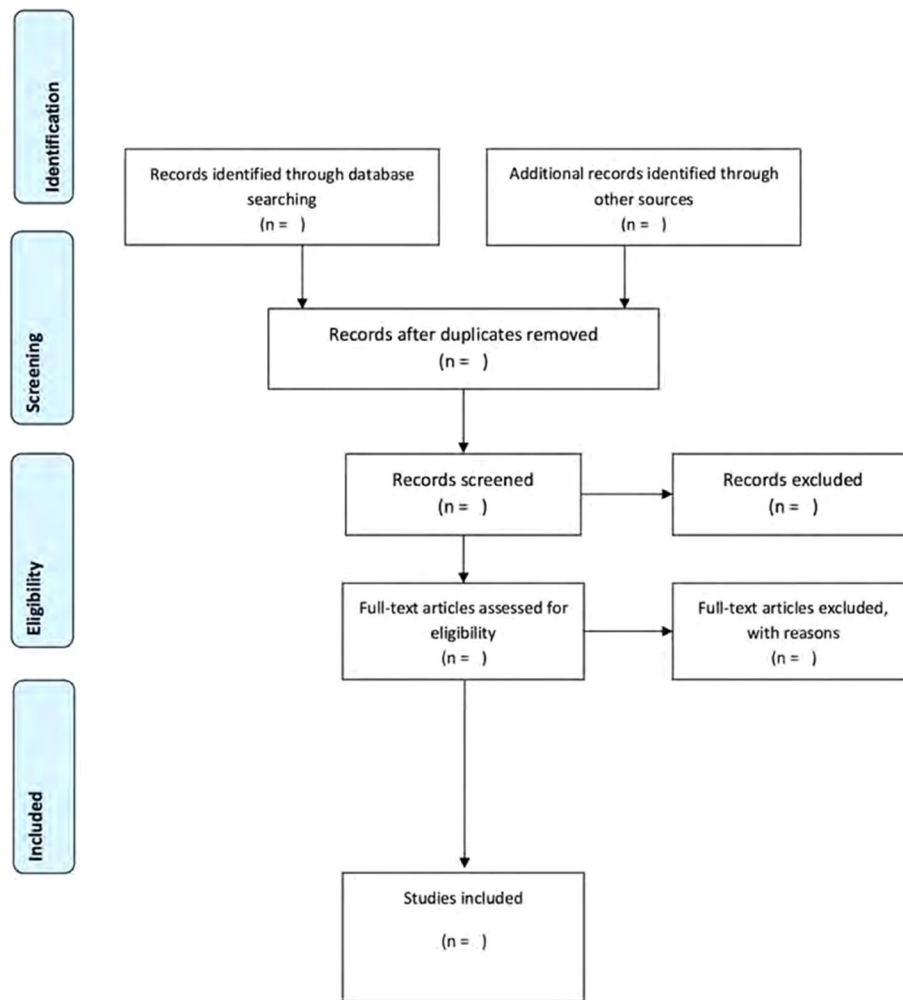 Identification
Records identified through database
searching
(n =   )
Additional records identified through
other sources
(n =   )
Screening
Records after duplicates removed
(n =   )
Eligibility
Records screened
(n =   )
Records excluded
(n =   )
Full-text articles assessed for
eligibility
(n =   )
Full-text articles excluded,
with reasons
(n =   )
Included
Studies included
(n =   )